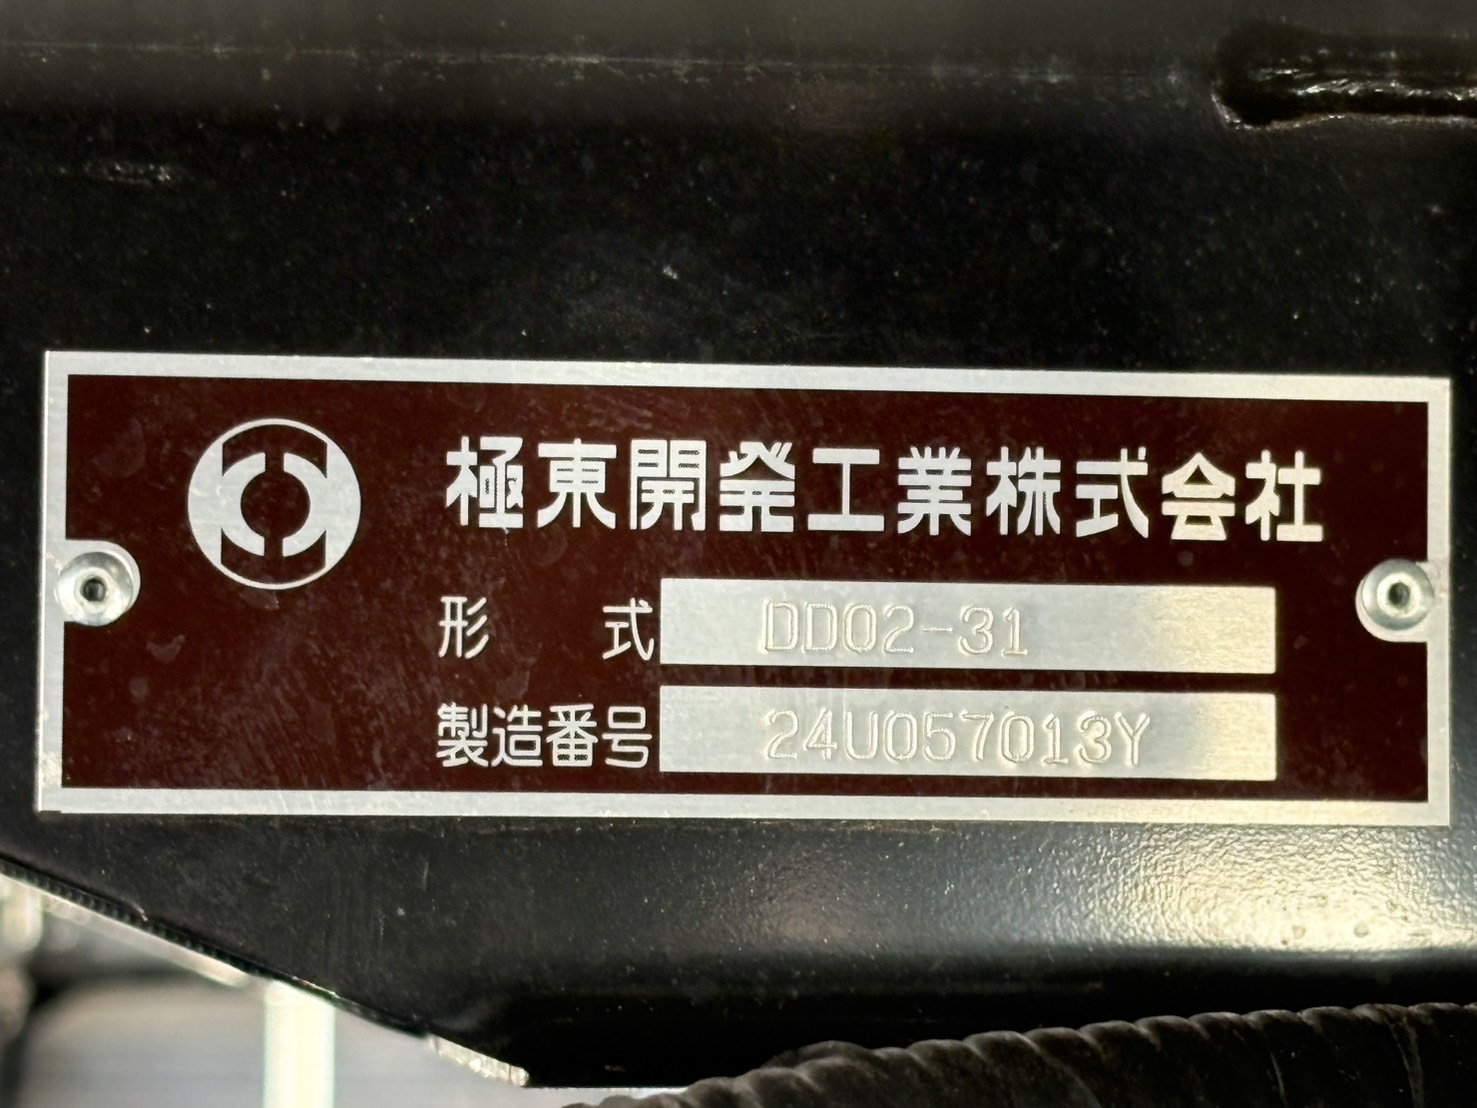 極東開発工業株式会社
形式 DD02-31
製造番号 24U057013Y